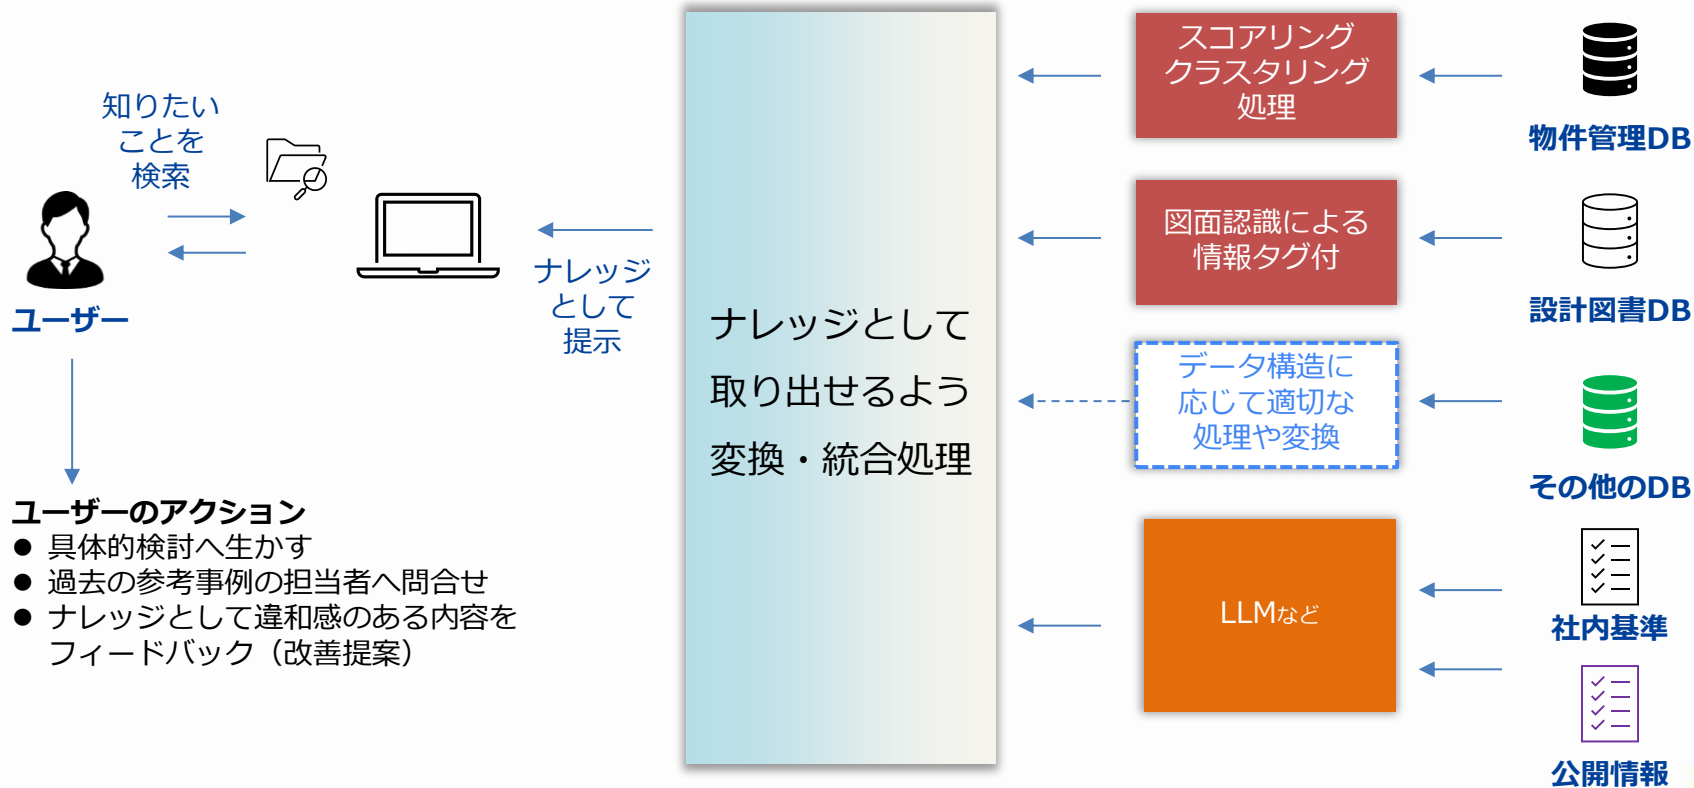 知りたい
ことを
検索
ユーザー
ナレッジ
として
提示
ユーザーのアクション
● 具体的検討へ生かす
● 過去の参考事例の担当者へ問合せ
● ナレッジとして違和感のある内容を
フィードバック（改善提案）
ナレッジとして
取り出せるよう
変換・統合処理
スコアリング
クラスタリング
処理
物件管理DB
図面認識による
情報タグ付
設計図書DB
データ構造に
応じて適切な
処理や変換
その他のDB
LLMなど
社内基準
公開情報